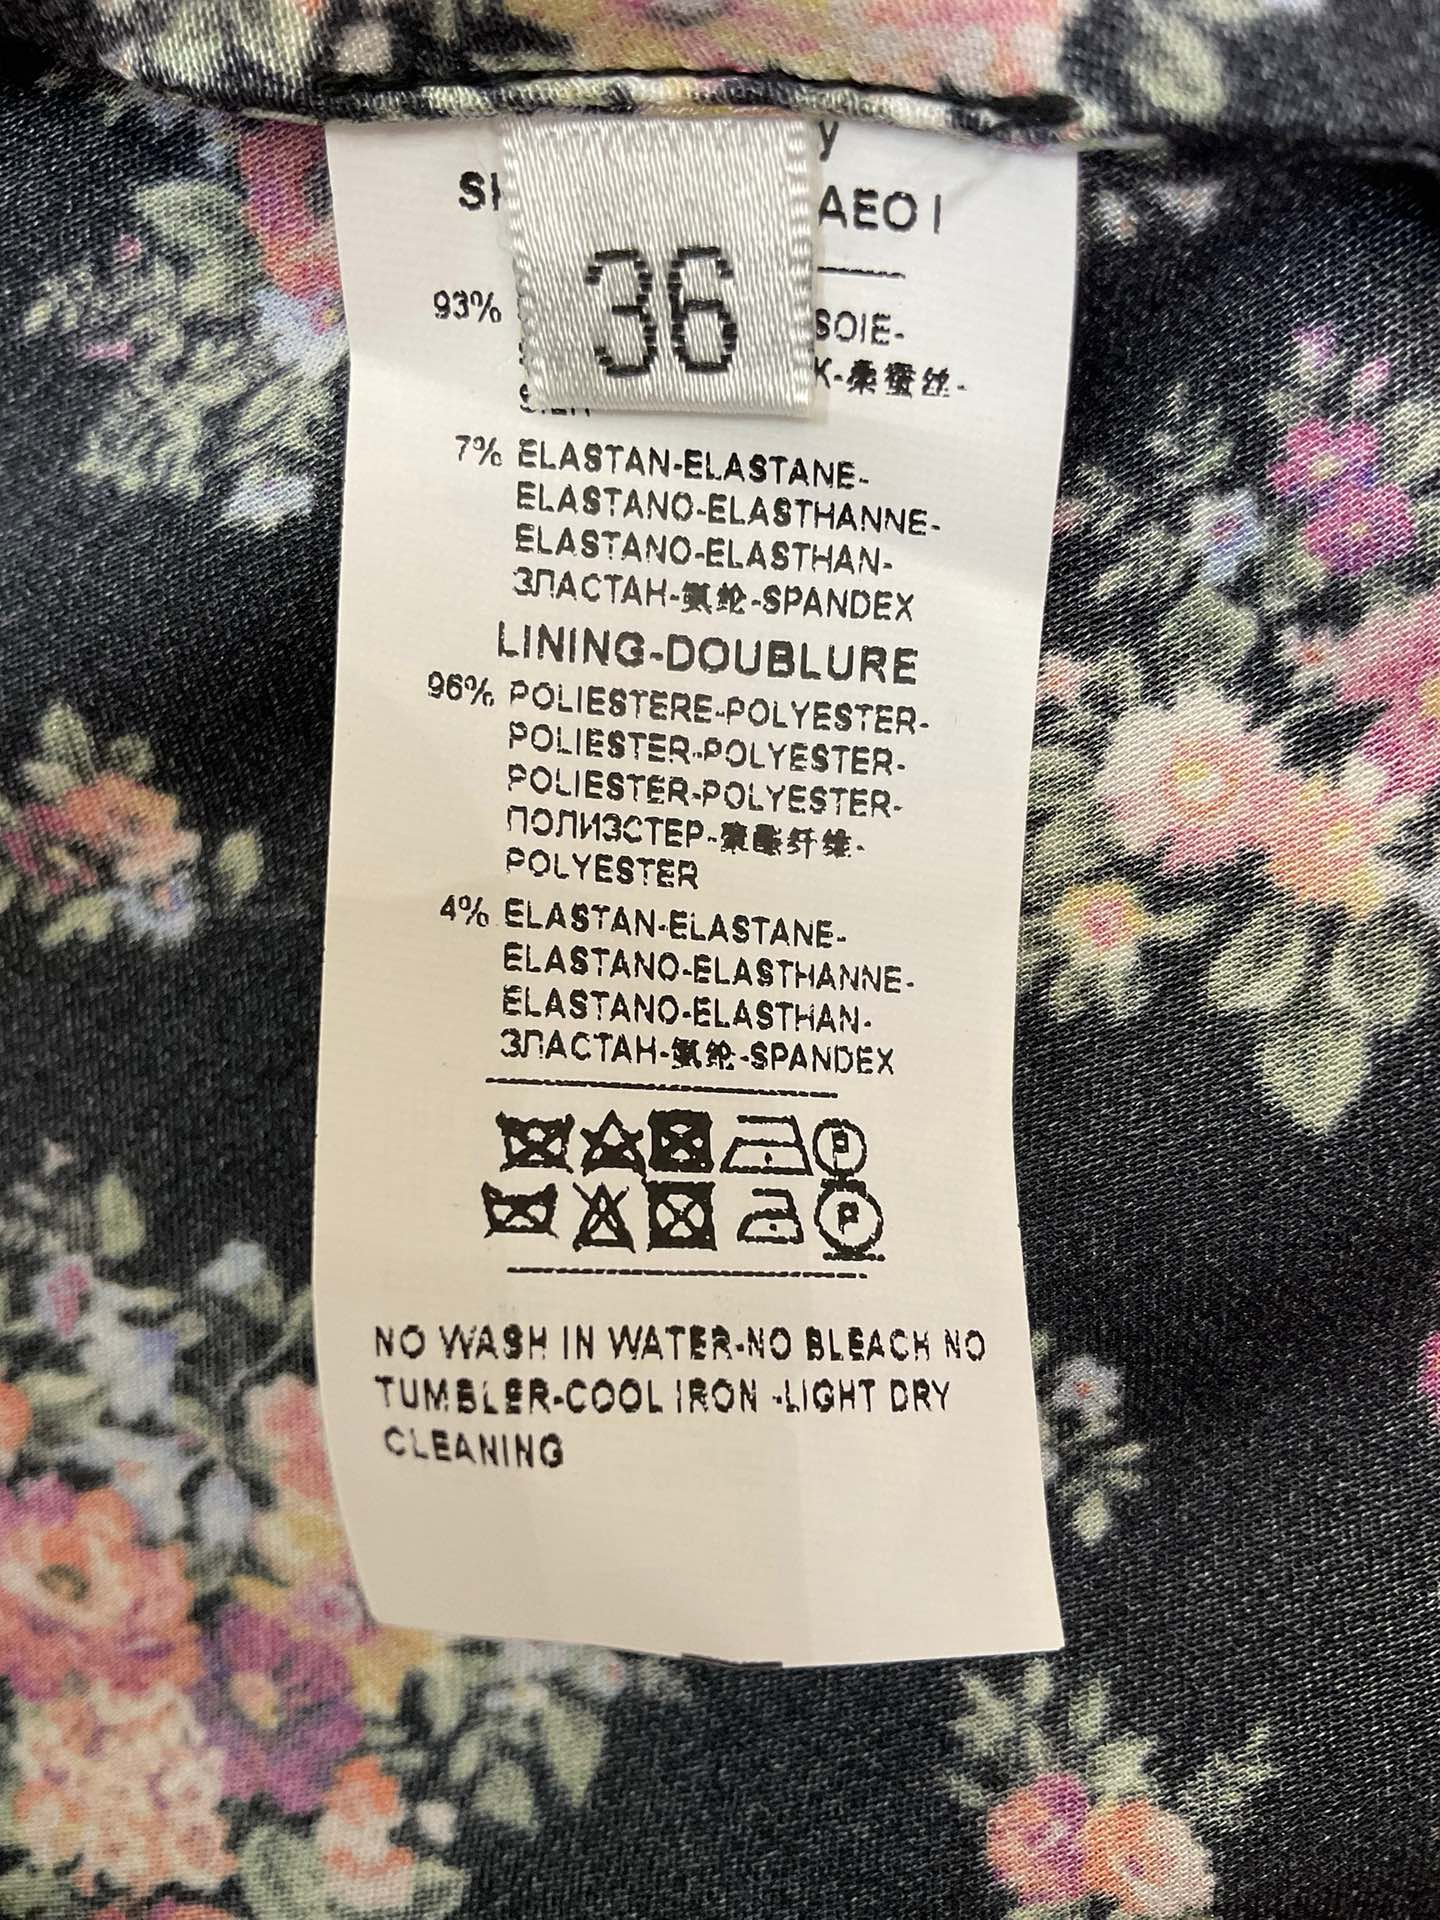 y
36
AEO I
93%
SOIE-
K-桑蚕丝-
7% ELASTAN-ELASTANE-
ELASTANO-ELASTHANNE-
ELASTANO-ELASTHAN-
ЭЛАСТАН-氨纶-SPANDEX
LINING-DOUBLURE
96% POLIESTERE-POLYESTER-
POLIESTER-POLYESTER-
POLIESTER-POLYESTER-
ПОЛИЭСТЕР-聚酯纤维-
POLYESTER
4% ELASTAN-ELASTANE-
ELASTANO-ELASTHANNE-
ELASTANO-ELASTHAN-
ЭЛАСТАН-氨纶-SPANDEX
P
P
NO WASH IN WATER-NO BLEACH NO
TUMBLER-COOL IRON -LIGHT DRY
CLEANING